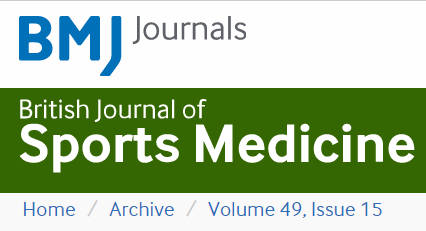 BMJ Journals
British Journal of
Sports Medicine
Home / Archive / Volume 49, Issue 15